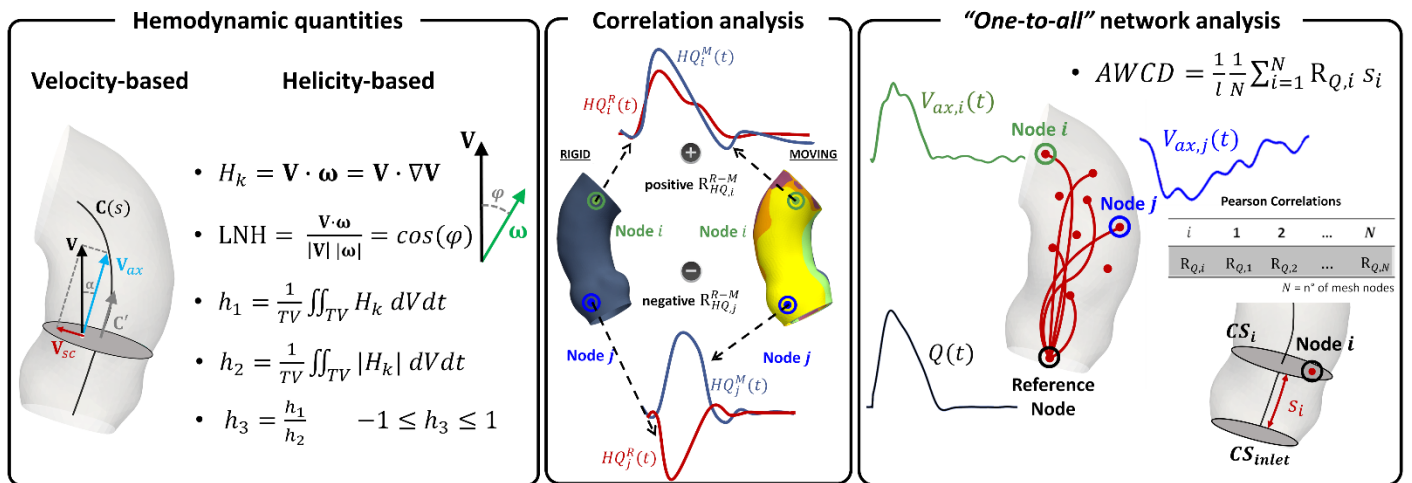 Hemodynamic quantities
Velocity-based
Helicity-based
C(s)
V
V_ax
α
C′
V_sc
• H_k = V · ω = V · ∇V
• LNH = V·ω / |V| |ω| = cos(φ)
• h_1 = 1/TV ∬_TV H_k dVdt
• h_2 = 1/TV ∬_TV |H_k| dVdt
• h_3 = h_1/h_2 −1 ≤ h_3 ≤ 1
V
φ
ω
Correlation analysis
HQ_i^M(t)
HQ_i^R(t)
RIGID
+
MOVING
positive R_HQ,i^R−M
Node i
Node i
−
negative R_HQ,j^R−M
Node j
Node j
HQ_j^M(t)
HQ_j^R(t)
“One-to-all” network analysis
• AWCD = 1/l 1/N ∑_i=1^N R_Q,i s_i
V_ax,i(t)
Node i
V_ax,j(t)
Node j
Pearson Correlations
i 1 2 ... N
R_Q,i R_Q,1 R_Q,2 ... R_Q,N
N = n° of mesh nodes
Q(t)
Reference
Node
CS_i
Node i
s_i
CS_inlet